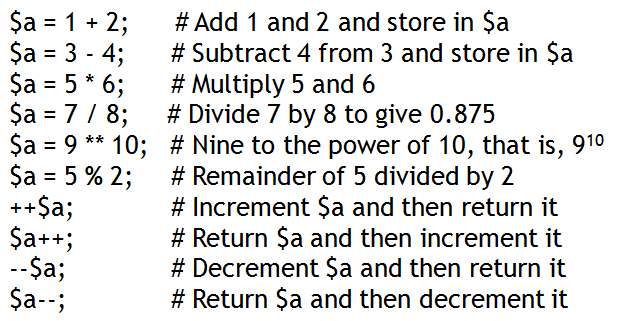 $a = 1 + 2; # Add 1 and 2 and store in $a
$a = 3 - 4; # Subtract 4 from 3 and store in $a
$a = 5 * 6; # Multiply 5 and 6
$a = 7 / 8; # Divide 7 by 8 to give 0.875
$a = 9 ** 10; # Nine to the power of 10, that is, 9¹⁰
$a = 5 % 2; # Remainder of 5 divided by 2
++$a; # Increment $a and then return it
$a++; # Return $a and then increment it
--$a; # Decrement $a and then return it
$a--; # Return $a and then decrement it